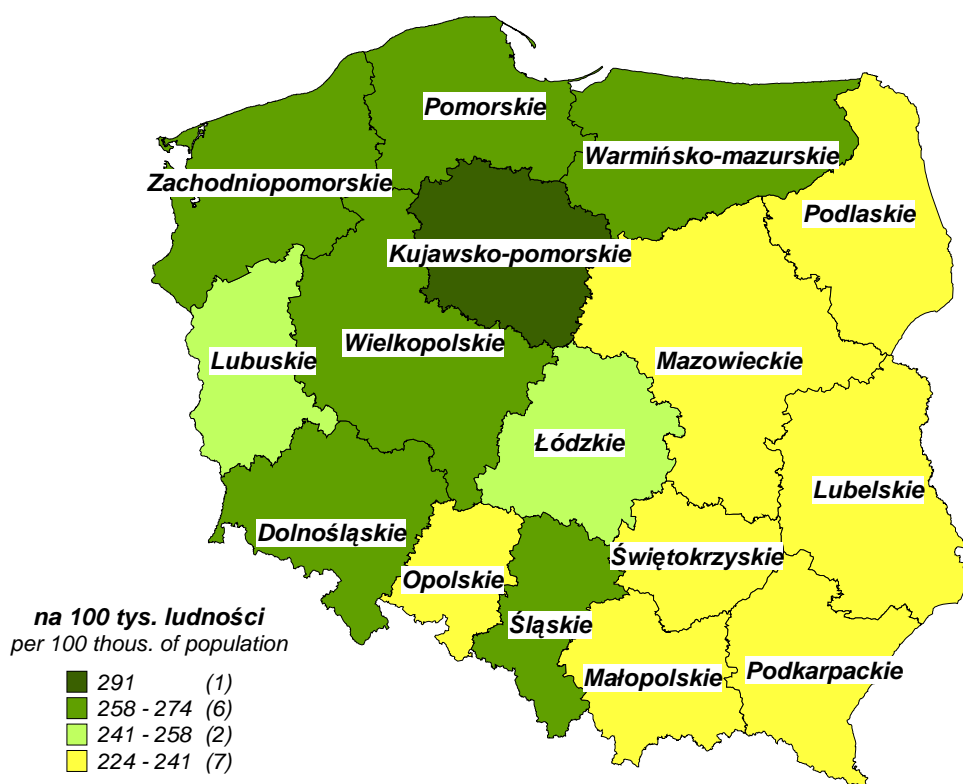 Pomorskie
Warmińsko-mazurskie
Zachodniopomorskie
Podlaskie
Kujawsko-pomorskie
Wielkopolskie
Lubuskie
Mazowieckie
Łódzkie
Lubelskie
Dolnośląskie
Świętokrzyskie
Opolskie
Śląskie
Małopolskie
Podkarpackie
na 100 tys. ludności
per 100 thous. of population
291 (1)
258 - 274 (6)
241 - 258 (2)
224 - 241 (7)